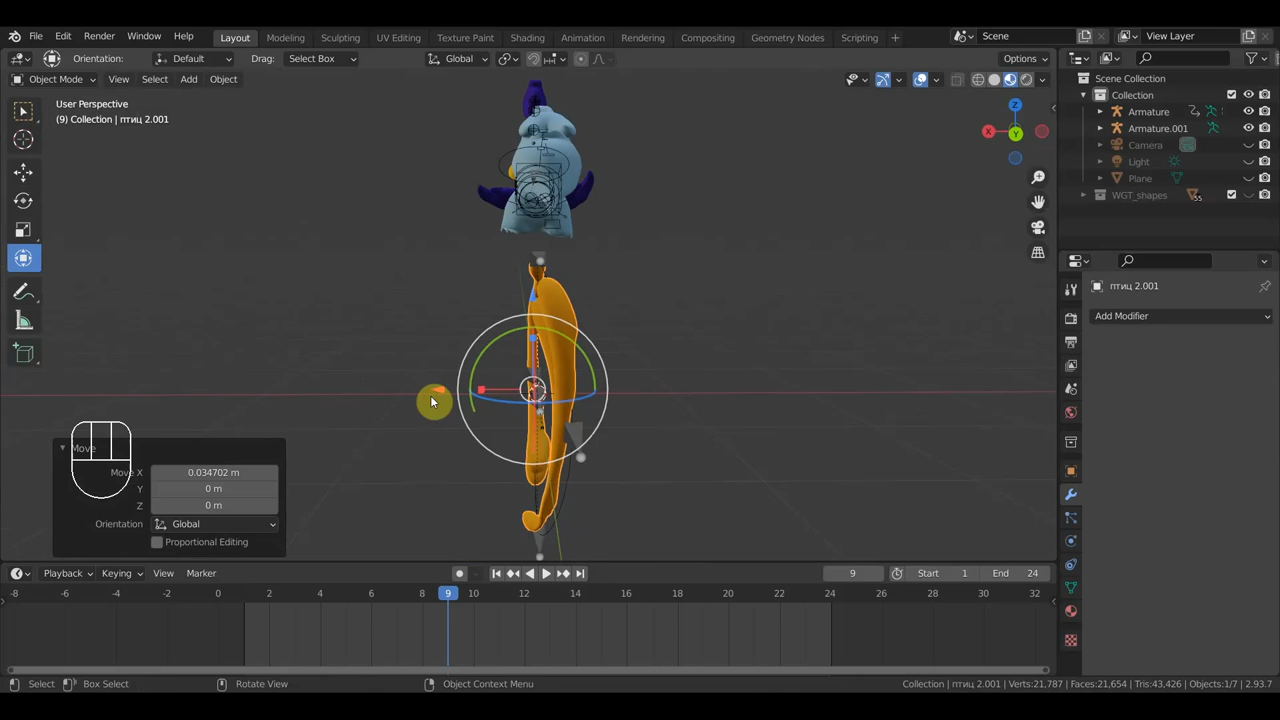 File Edit Render Window Help Layout Modeling Sculpting UV Editing Texture Paint Shading Animation Rendering Compositing Geometry Nodes Scripting + Scene View Layer
Orientation: Default Drag: Select Box Global Options
Object Mode View Select Add Object
User Perspective
(9) Collection | птиц 2.001
Z
X
Y
Scene Collection
Collection
Armature
Armature.001
Camera
Light
Plane
WGT_shapes 55
птиц 2.001
Add Modifier
Move
Move X 0.034702 m
Y 0 m
Z 0 m
Orientation Global
Proportional Editing
Playback Keying View Marker 9 Start 1 End 24
-8 -6 -4 -2 0 2 4 6 8 9 10 12 14 16 18 20 22 24 26 28 30 32
Select Box Select Rotate View Object Context Menu Collection | птиц 2.001 | Verts:21,787 | Faces:21,654 | Tris:43,426 | Objects:1/7 | 2.93.7